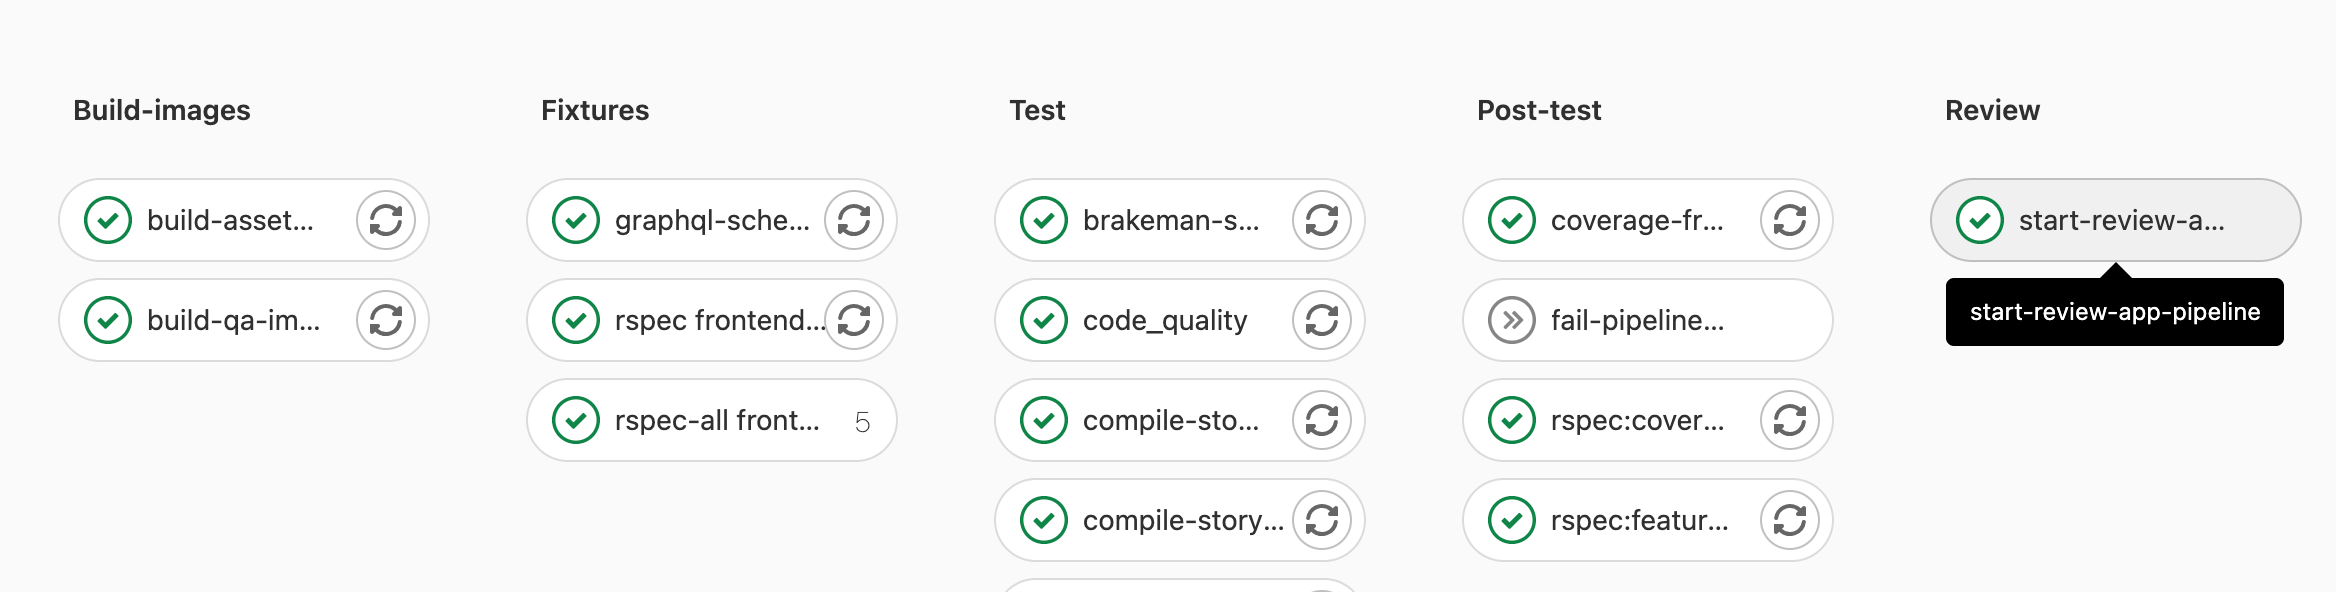 Build-images
build-asset...
build-qa-im...
Fixtures
graphql-sche...
rspec frontend...
rspec-all front...
5
Test
brakeman-s...
code_quality
compile-sto...
compile-story...
Post-test
coverage-fr...
fail-pipeline...
rspec:cover...
rspec:featur...
Review
start-review-a...
start-review-app-pipeline